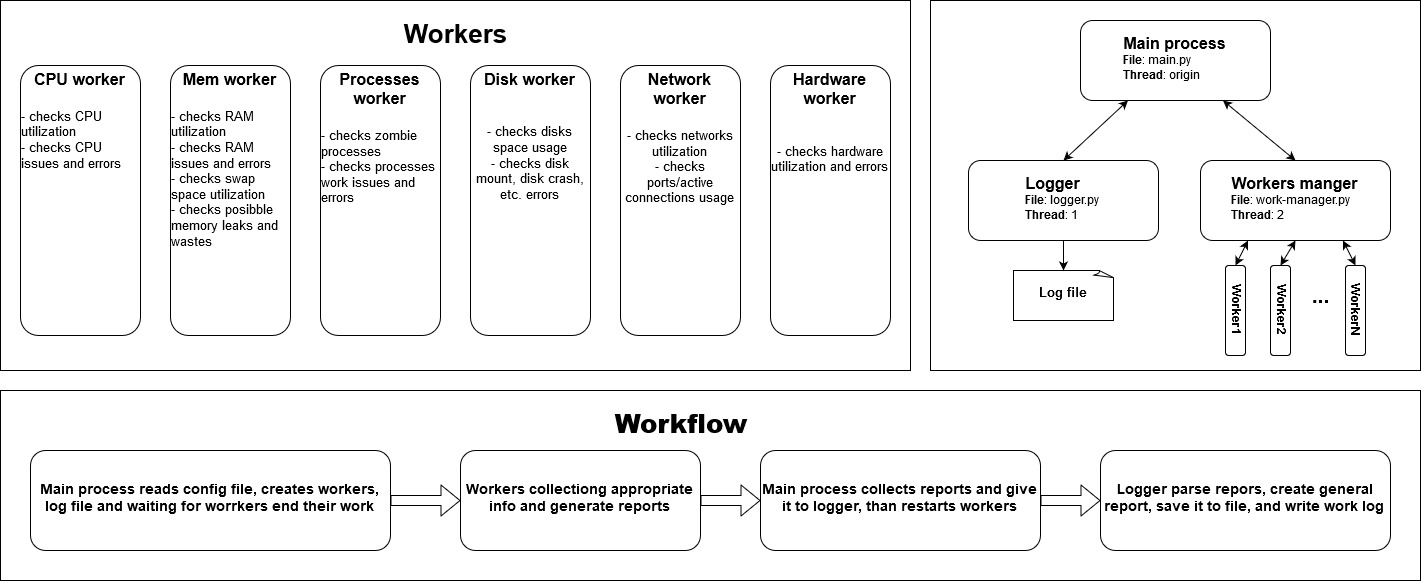 Workers
CPU worker
- checks CPU
utilization
- checks CPU
issues and errors
Mem worker
- checks RAM
utilization
- checks RAM
issues and errors
- checks swap
space utilization
- checks posibble
memory leaks and
wastes
Processes
worker
- checks zombie
processes
- checks processes
work issues and
errors
Disk worker
- checks disks
space usage
- checks disk
mount, disk crash,
etc. errors
Network
worker
- checks networks
utilization
- checks
ports/active
connections usage
Hardware
worker
- checks hardware
utilization and errors
Main process
File: main.py
Thread: origin
Logger
File: logger.py
Thread: 1
Workers manger
File: work-manager.py
Thread: 2
Log file
Worker1
Worker2
...
WorkerN
Workflow
Main process reads config file, creates workers,
log file and waiting for worrkers end their work
Workers collectiong appropriate
info and generate reports
Main process collects reports and give
it to logger, than restarts workers
Logger parse repors, create general
report, save it to file, and write work log